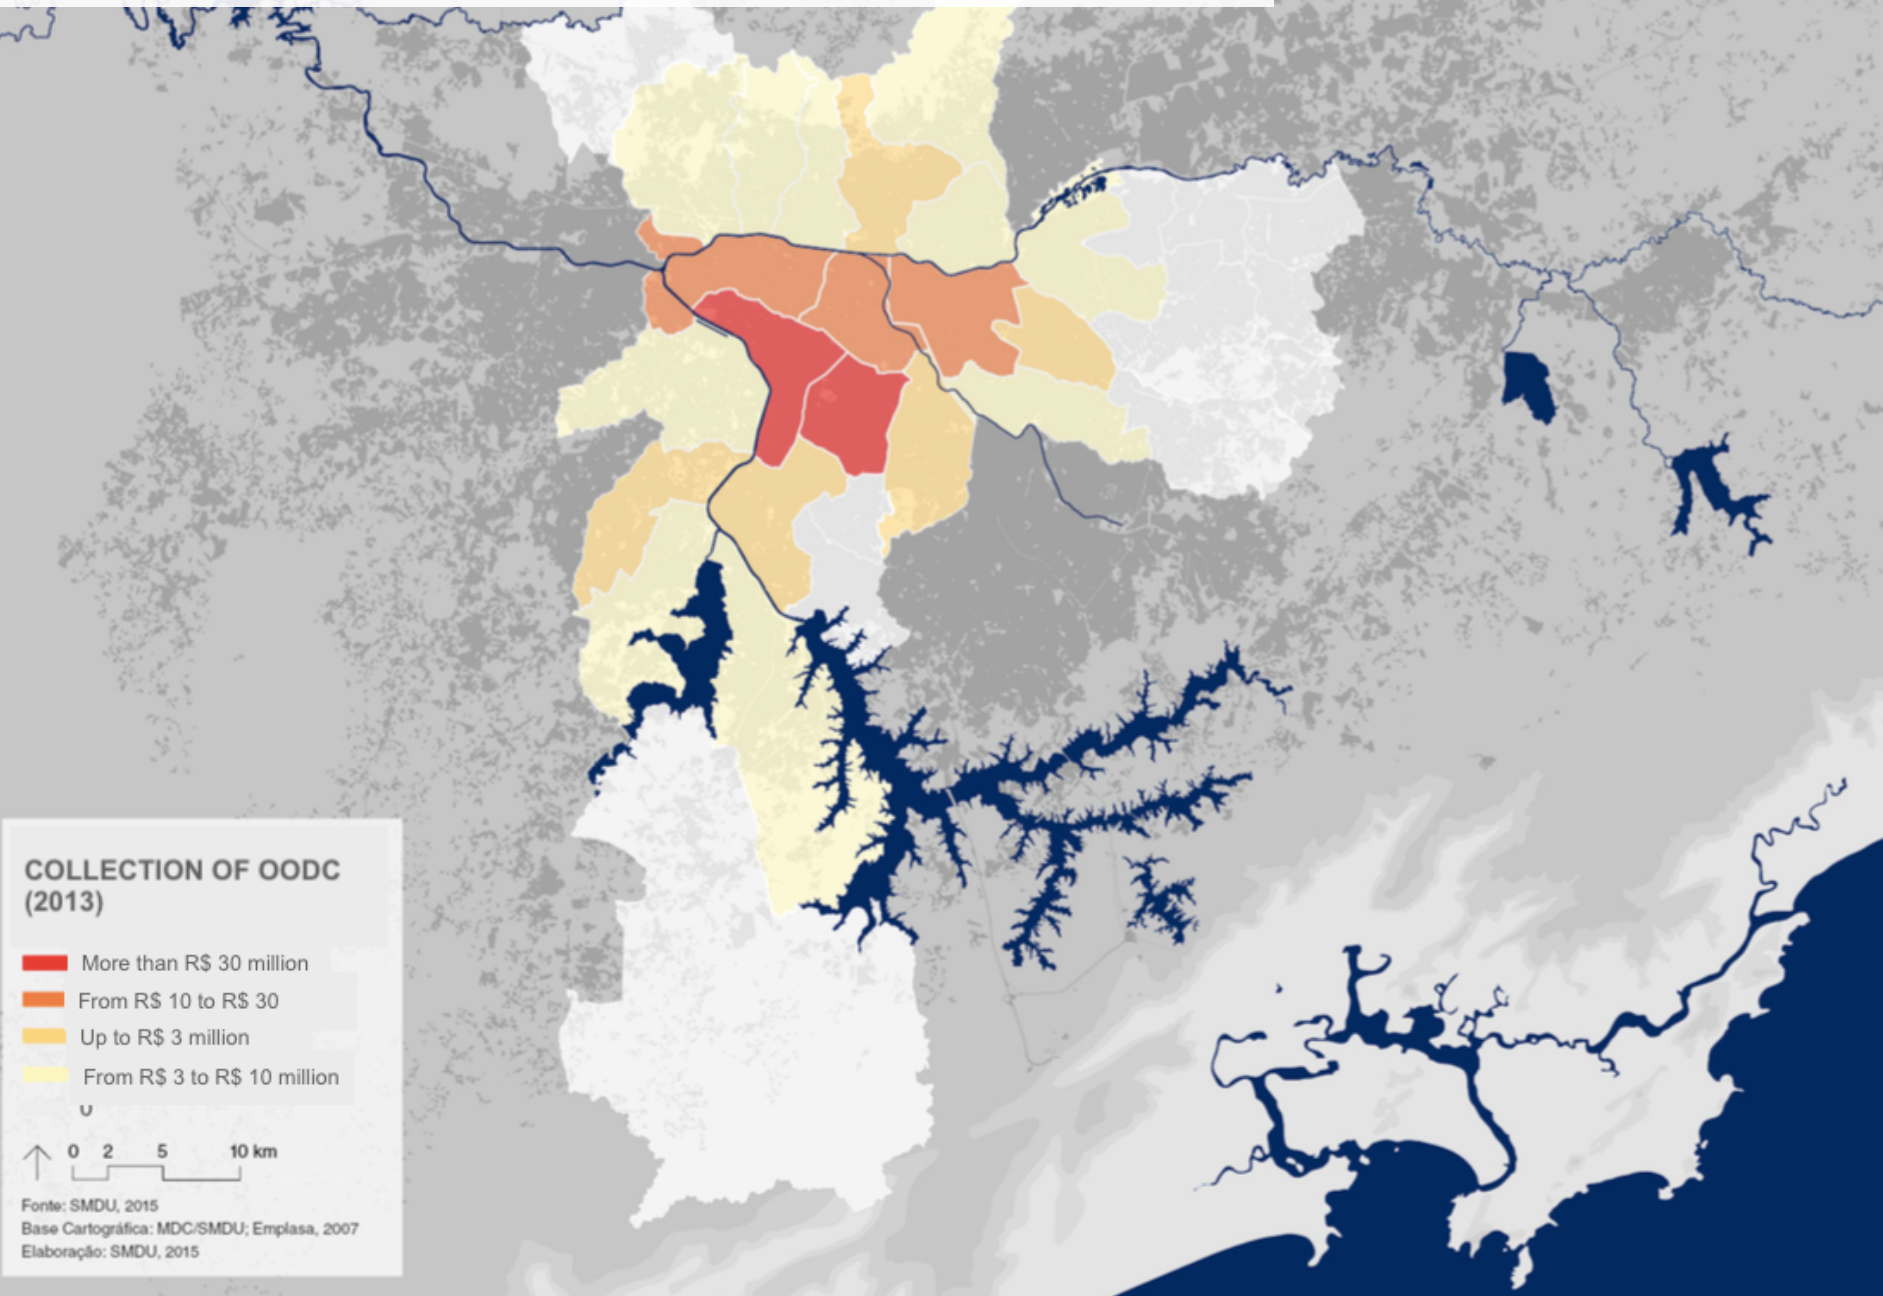 COLLECTION OF OODC
(2013)
More than R$ 30 million
From R$ 10 to R$ 30
Up to R$ 3 million
From R$ 3 to R$ 10 million
0
0 2 5 10 km
Fonte: SMDU, 2015
Base Cartográfica: MDC/SMDU; Emplasa, 2007
Elaboração: SMDU, 2015